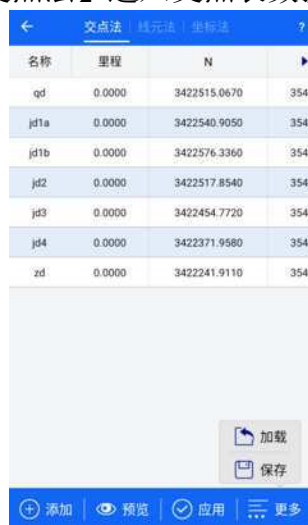 交点法 线元法 坐标法 ?
名称 里程 N
qd 0.0000 3422515.0670 354
jd1a 0.0000 3422540.9050 354
jd1b 0.0000 3422576.3360 354
jd2 0.0000 3422517.8540 354
jd3 0.0000 3422454.7720 354
jd4 0.0000 3422371.9580 354
zd 0.0000 3422241.9110 354
加载
保存
添加 预览 应用 更多